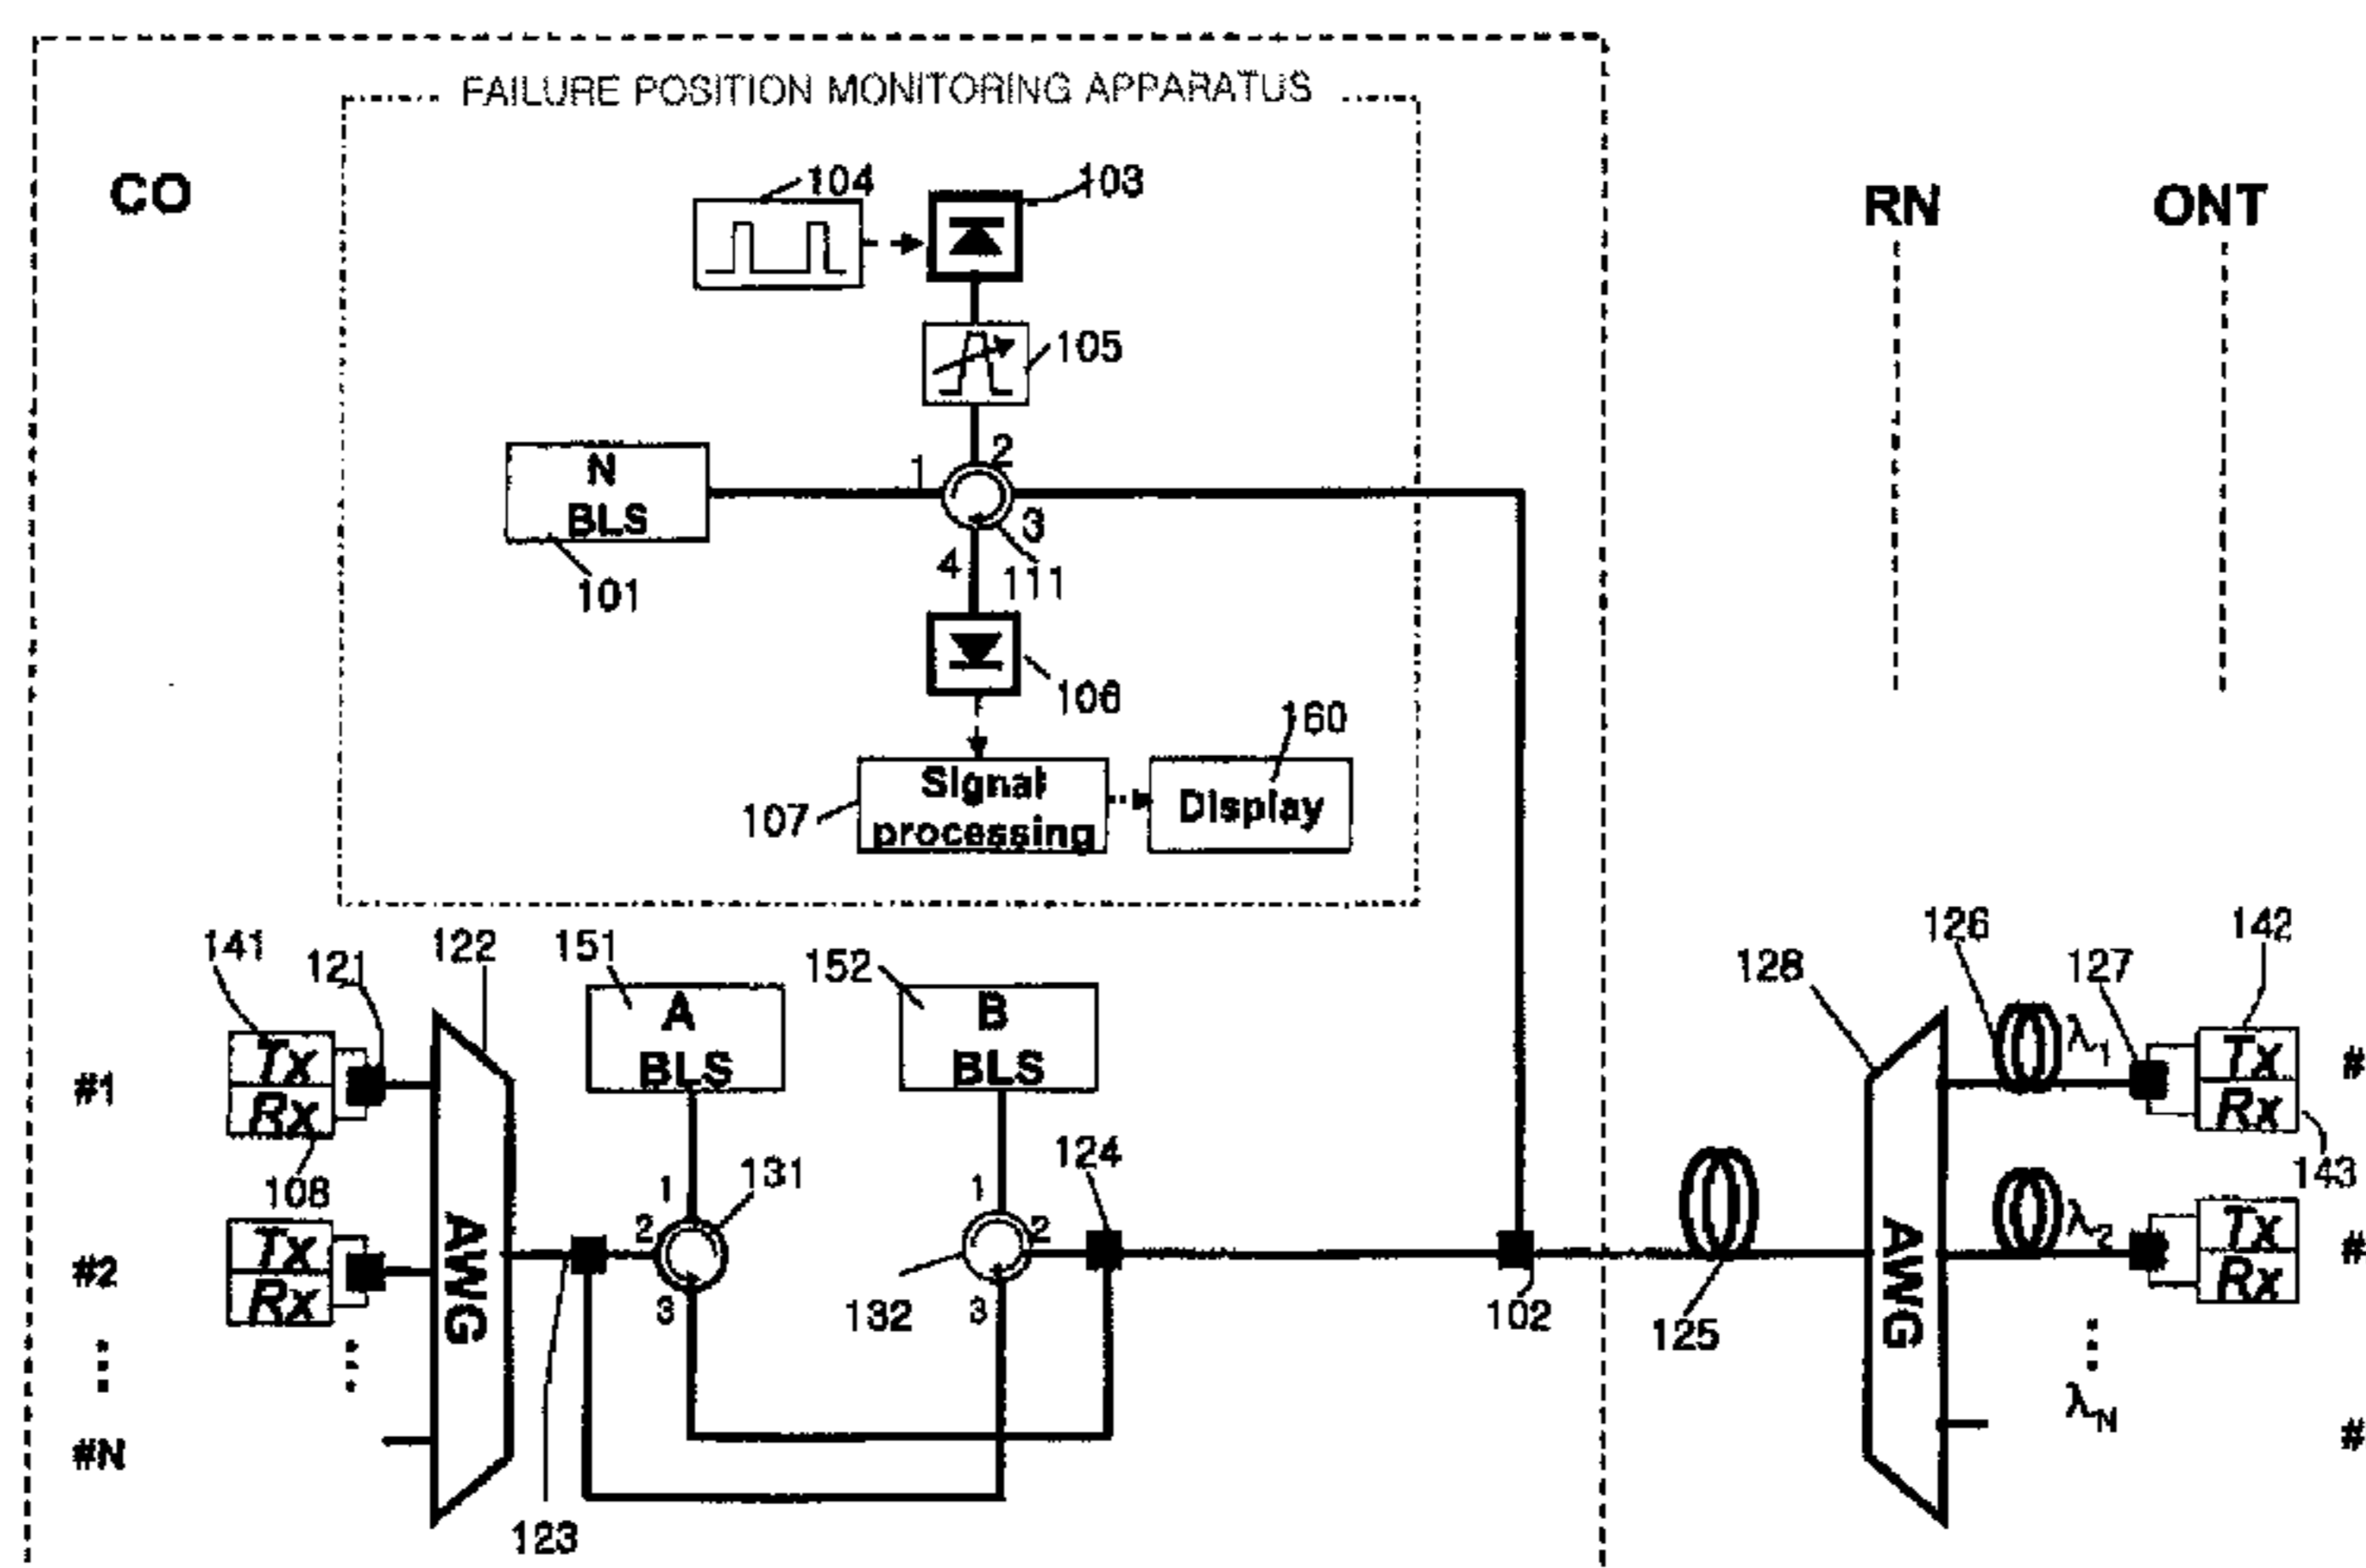 FAILURE POSITION MONITORING APPARATUS
CO
RN
ONT
104
103
105
N
BLS
101
1
2
3
4
111
106
160
Signal
processing
107
Display
141
121
122
151
152
128
126
127
142
A
BLS
B
BLS
#1
Tx
Rx
108
λ1
Tx
Rx
#
143
124
131
1
2
3
1
2
3
132
#2
Tx
Rx
AWG
102
125
AWG
λ2
Tx
Rx
#
λN
#N
#
123